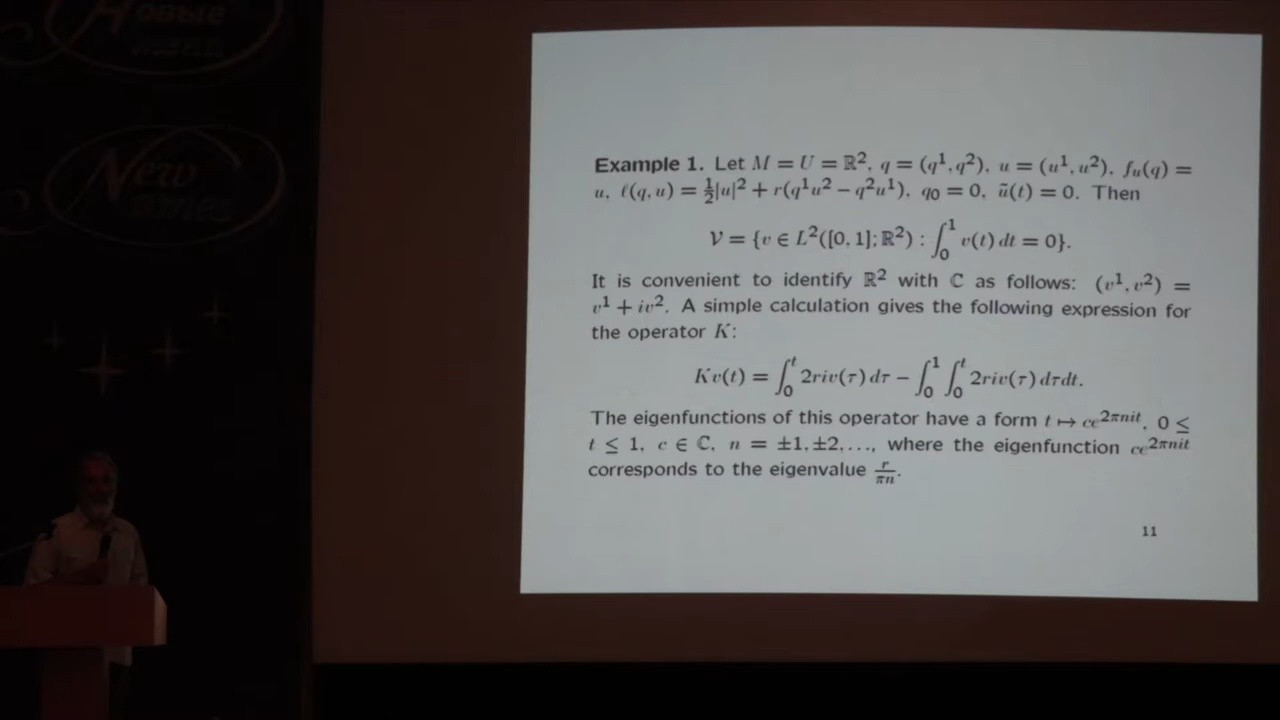 Новые
имена
New
Names
Example 1. Let M = U = ℝ², q = (q¹, q²), u = (u¹, u²), f_u(q) =
u, ℓ(q, u) = ½|u|² + r(q¹u² − q²u¹), q₀ = 0, ũ(t) = 0. Then
𝒱 = {v ∈ L²([0, 1]; ℝ²) : ∫₀¹ v(t) dt = 0}.
It is convenient to identify ℝ² with ℂ as follows: (v¹, v²) =
v¹ + iv². A simple calculation gives the following expression for
the operator K:
Kv(t) = ∫₀ᵗ 2riv(τ) dτ − ∫₀¹ ∫₀ᵗ 2riv(τ) dτdt.
The eigenfunctions of this operator have a form t ↦ ce^{2πnit}, 0 ≤
t ≤ 1, c ∈ ℂ, n = ±1, ±2, . . ., where the eigenfunction ce^{2πnit}
corresponds to the eigenvalue r/πn.
11